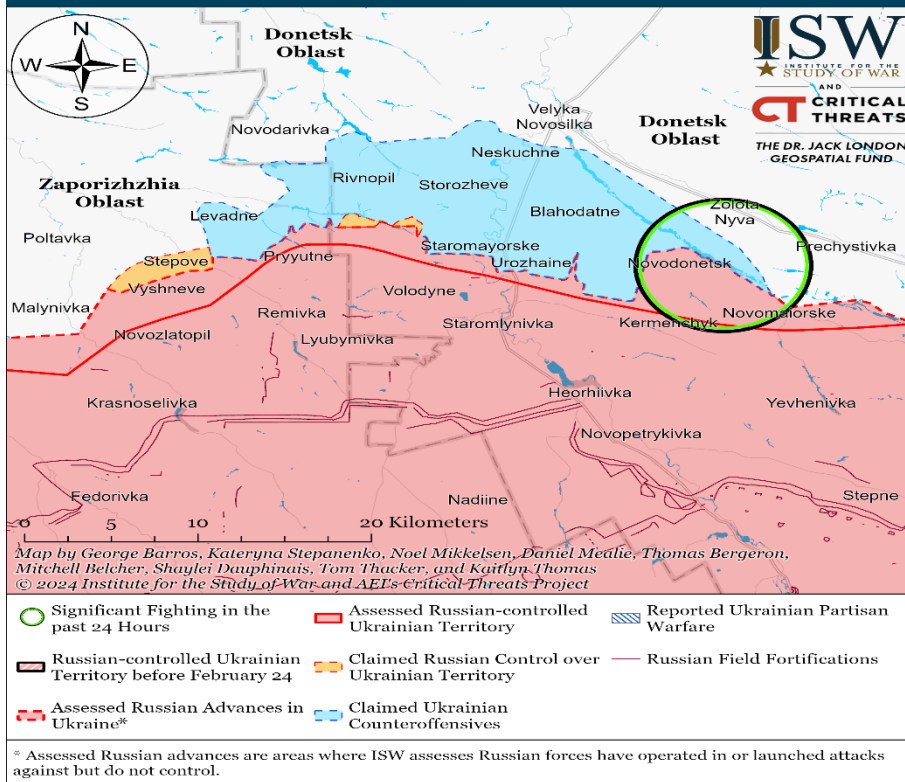 N
W E
S
Donetsk
Oblast
ISW
INSTITUTE FOR THE
STUDY OF WAR
AND
CT CRITICAL
THREATS
THE DR. JACK LONDON
GEOSPATIAL FUND
Velyka
Novosilka
Donetsk
Oblast
Novodarivka
Neskuchne
Zaporizhzhia
Oblast
Rivnopil
Storozheve
Levadne
Blahodatne
Zolota
Nyva
Poltavka
Prechystivka
Staromayorske
Stepove
Pryyutne
Urozhaine
Novodonetsk
Vyshneve
Volodyne
Malynivka
Remivka
Staromlynivka
Kermenchyk
Novomaiorske
Novozlatopil
Lyubymivka
Krasnoselivka
Heorhiivka
Yevhenivka
Novopetrykivka
Fedorivka
Nadiine
Stepne
0 5 10 20 Kilometers
Map by George Barros, Kateryna Stepanenko, Noel Mikkelsen, Daniel Mealie, Thomas Bergeron,
Mitchell Belcher, Shaylei Dauphinais, Tom Thacker, and Kaitlyn Thomas
© 2024 Institute for the Study of War and AEI's Critical Threats Project
Significant Fighting in the
past 24 Hours
Assessed Russian-controlled
Ukrainian Territory
Reported Ukrainian Partisan
Warfare
Russian-controlled Ukrainian
Territory before February 24
Claimed Russian Control over
Ukrainian Territory
Russian Field Fortifications
Assessed Russian Advances in
Ukraine*
Claimed Ukrainian
Counteroffensives
* Assessed Russian advances are areas where ISW assesses Russian forces have operated in or launched attacks
against but do not control.